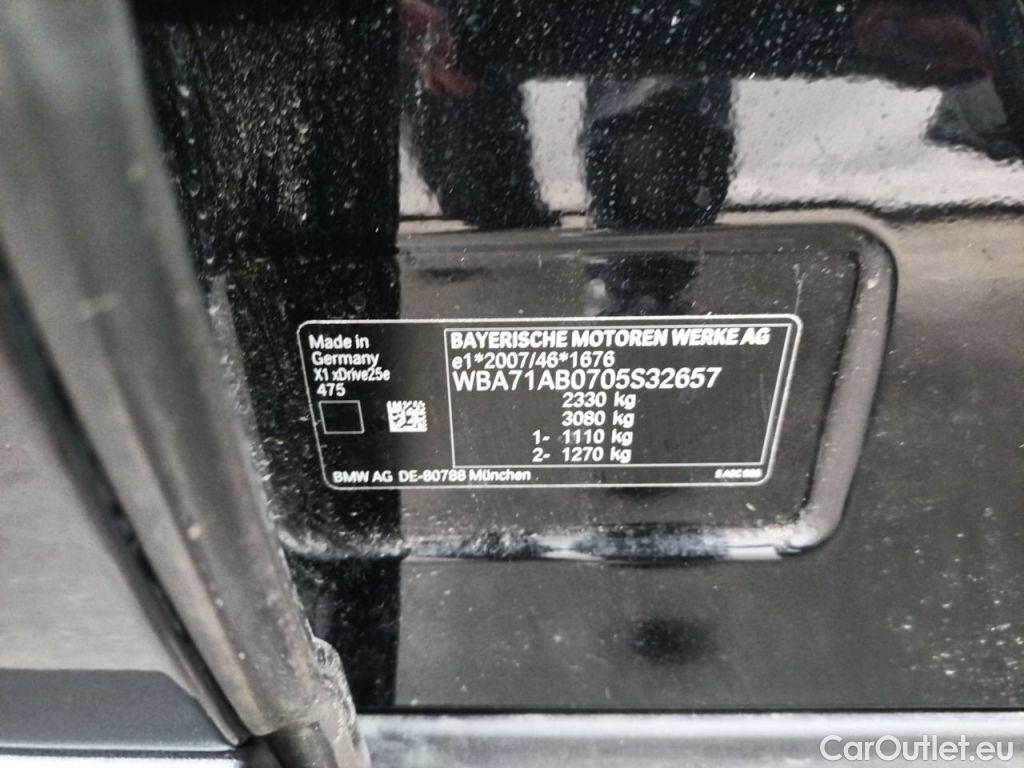 Made in
Germany
X1 xDrive25e
475
BAYERISCHE MOTOREN WERKE AG
e1*2007/46*1676
WBA71AB0705S32657
2330 kg
3080 kg
1- 1110 kg
2- 1270 kg
BMW AG DE-80788 München
CarOutlet.eu